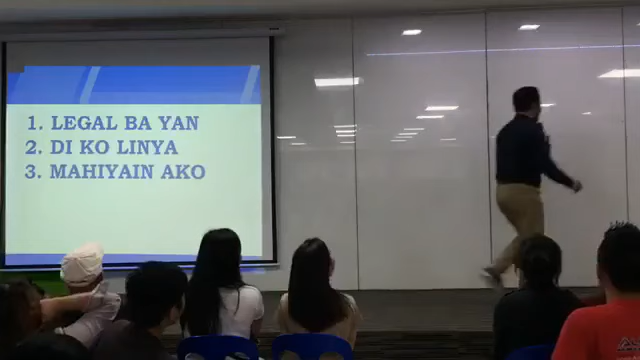 1. LEGAL BA YAN
2. DI KO LINYA
3. MAHIYAIN AKO